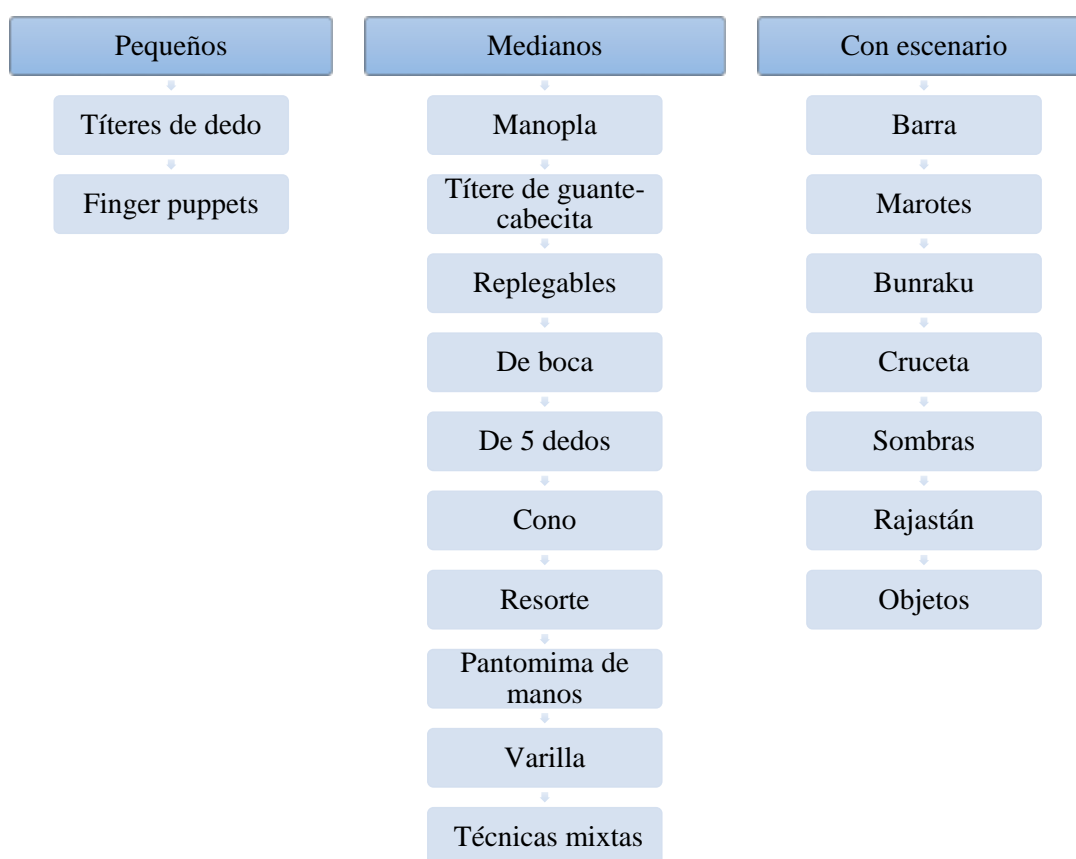 Pequeños
Títeres de dedo
Finger puppets
Medianos
Manopla
Títere de guante-
cabecita
Replegables
De boca
De 5 dedos
Cono
Resorte
Pantomima de
manos
Varilla
Técnicas mixtas
Con escenario
Barra
Marotes
Bunraku
Cruceta
Sombras
Rajastán
Objetos